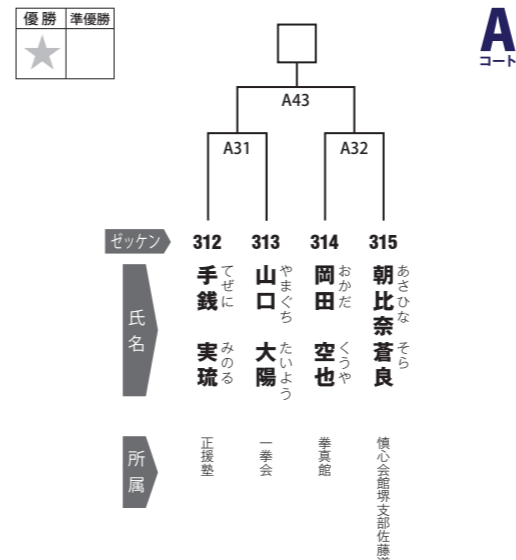 優勝 準優勝
A
コート
A43
A31 A32
ゼッケン 312 313 314 315
氏名
手銭 実琉
てぜに みのる
山口 大陽
やまぐち たいよう
岡田 空也
おかだ くうや
朝比奈 蒼良
あさひな そら
所属
正援塾
一拳会
拳真館
慎心会館堺支部佐藤